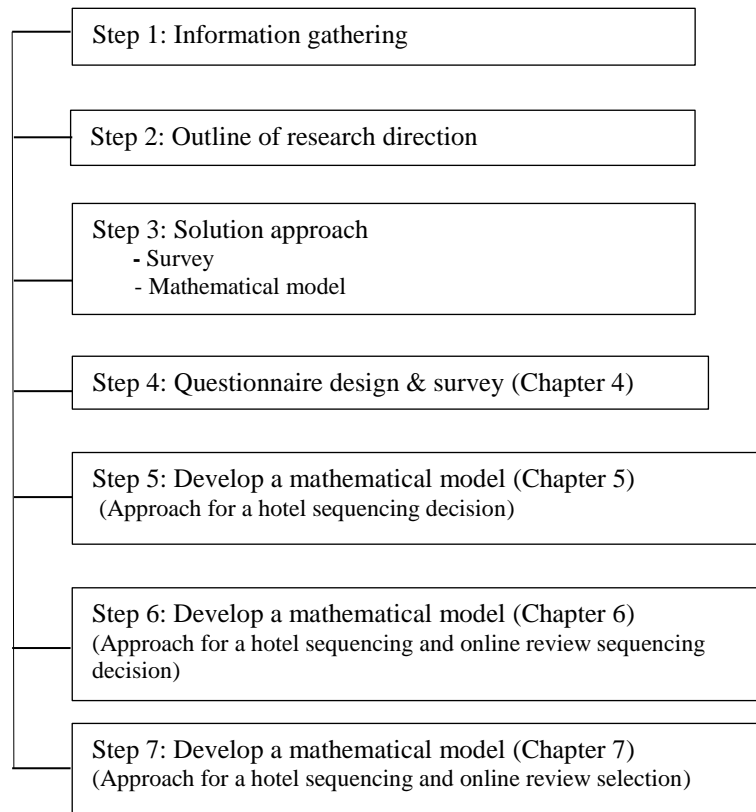 Step 1: Information gathering
Step 2: Outline of research direction
Step 3: Solution approach
- Survey
- Mathematical model
Step 4: Questionnaire design & survey (Chapter 4)
Step 5: Develop a mathematical model (Chapter 5)
(Approach for a hotel sequencing decision)
Step 6: Develop a mathematical model (Chapter 6)
(Approach for a hotel sequencing and online review sequencing
decision)
Step 7: Develop a mathematical model (Chapter 7)
(Approach for a hotel sequencing and online review selection)